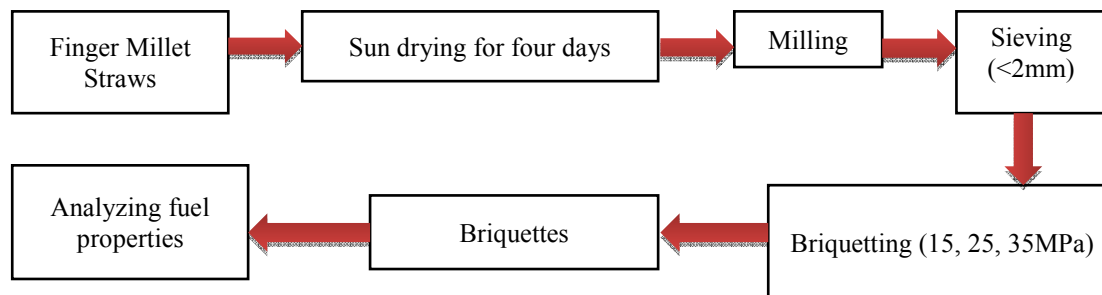 Finger Millet
Straws
Sun drying for four days
Milling
Sieving
(<2mm)
Briquetting (15, 25, 35MPa)
Briquettes
Analyzing fuel
properties